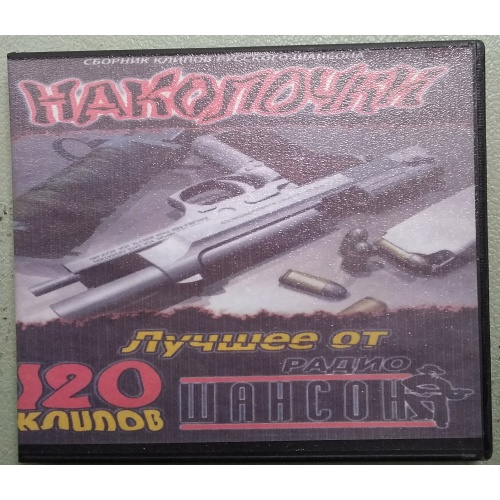 СБОРНИК КЛИПОВ РУССКОГО ШАНСОНА
НАКОЛОЧКИ
Лучшее от
120
КЛИПОВ
РАДИО
ШАНСОН